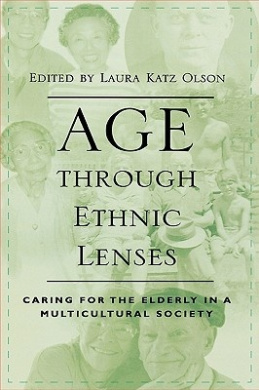 EDITED BY LAURA KATZ OLSON
AGE
THROUGH
ETHNIC
LENSES
CARING FOR THE ELDERLY IN A
MULTICULTURAL SOCIETY